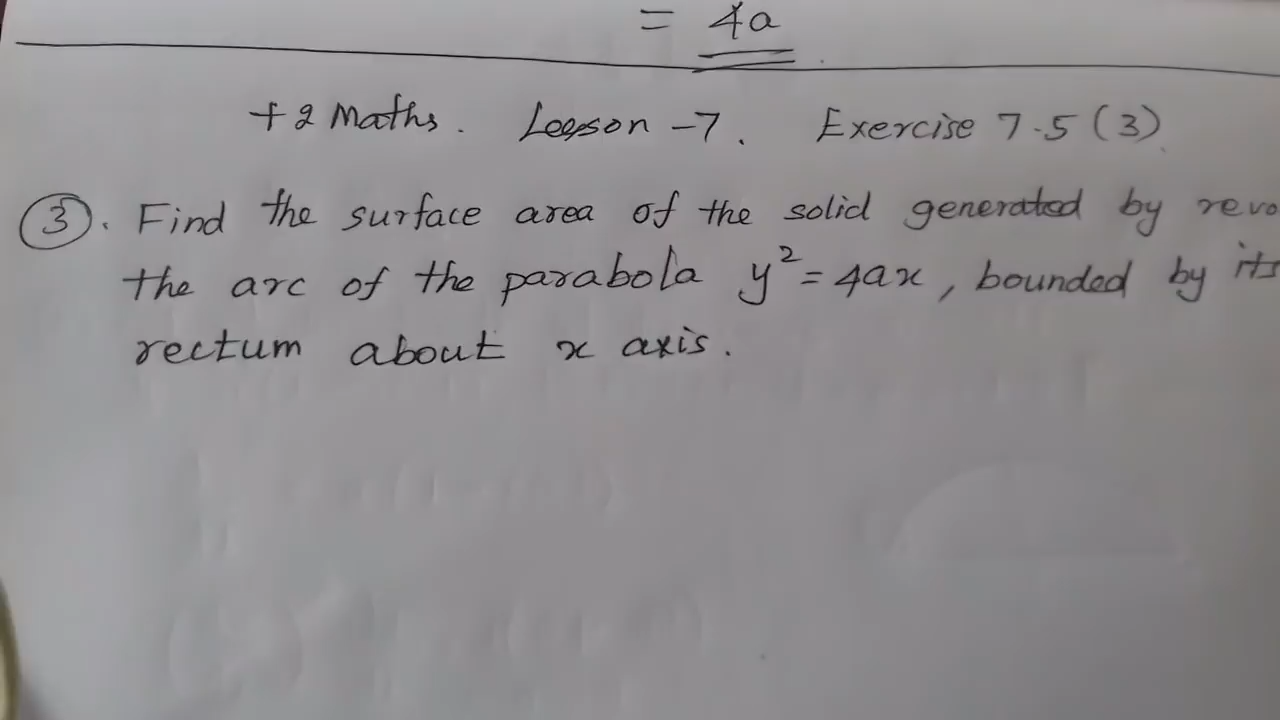 = 4a
+2 Maths. Leeson -7. Exercise 7.5 (3)
(3). Find the surface area of the solid generated by revo
the arc of the parabola y² = 4ax, bounded by its
rectum about x axis.